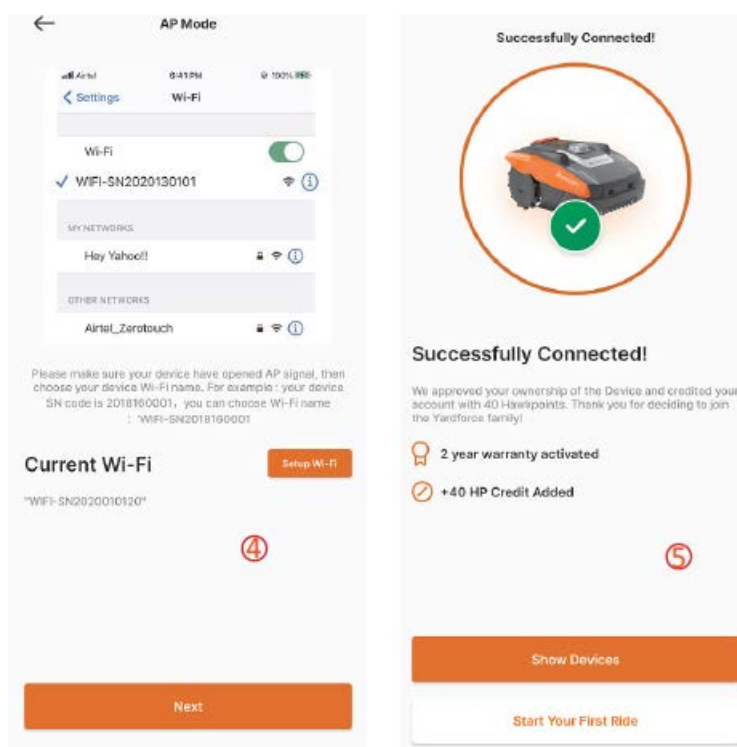 AP Mode
Airtel 6:41 PM @ 100%
Settings Wi-Fi
Wi-Fi
WIFI-SN2020130101
MY NETWORKS
Hey Yahoo!!
OTHER NETWORKS
Airtel_Zerotouch
Please make sure your device have opened AP signal, then
choose your device Wi-Fi name. For example : your device
SN code is 2018160001, you can choose Wi-Fi name
: 'WIFI-SN2018160001
Current Wi-Fi
Setup Wi-Fi
"WIFI-SN2020010120"
④
Next
Successfully Connected!
Successfully Connected!
We approved your ownership of the Device and credited your
account with 40 Hawkpoints. Thank you for deciding to join
the Yardforce family!
2 year warranty activated
+40 HP Credit Added
⑤
Show Devices
Start Your First Ride